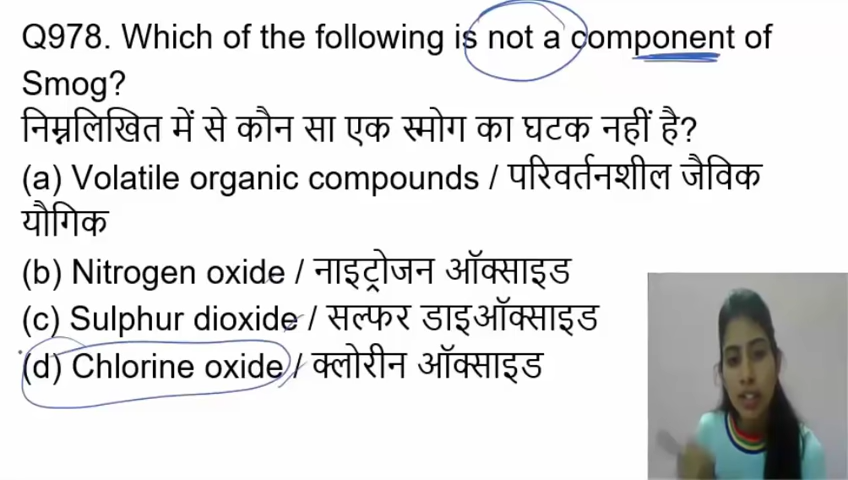 Q978. Which of the following is not a component of
Smog?
निम्नलिखित में से कौन सा एक स्मोग का घटक नहीं है?
(a) Volatile organic compounds / परिवर्तनशील जैविक
यौगिक
(b) Nitrogen oxide / नाइट्रोजन ऑक्साइड
(c) Sulphur dioxide / सल्फर डाइऑक्साइड
(d) Chlorine oxide / क्लोरीन ऑक्साइड